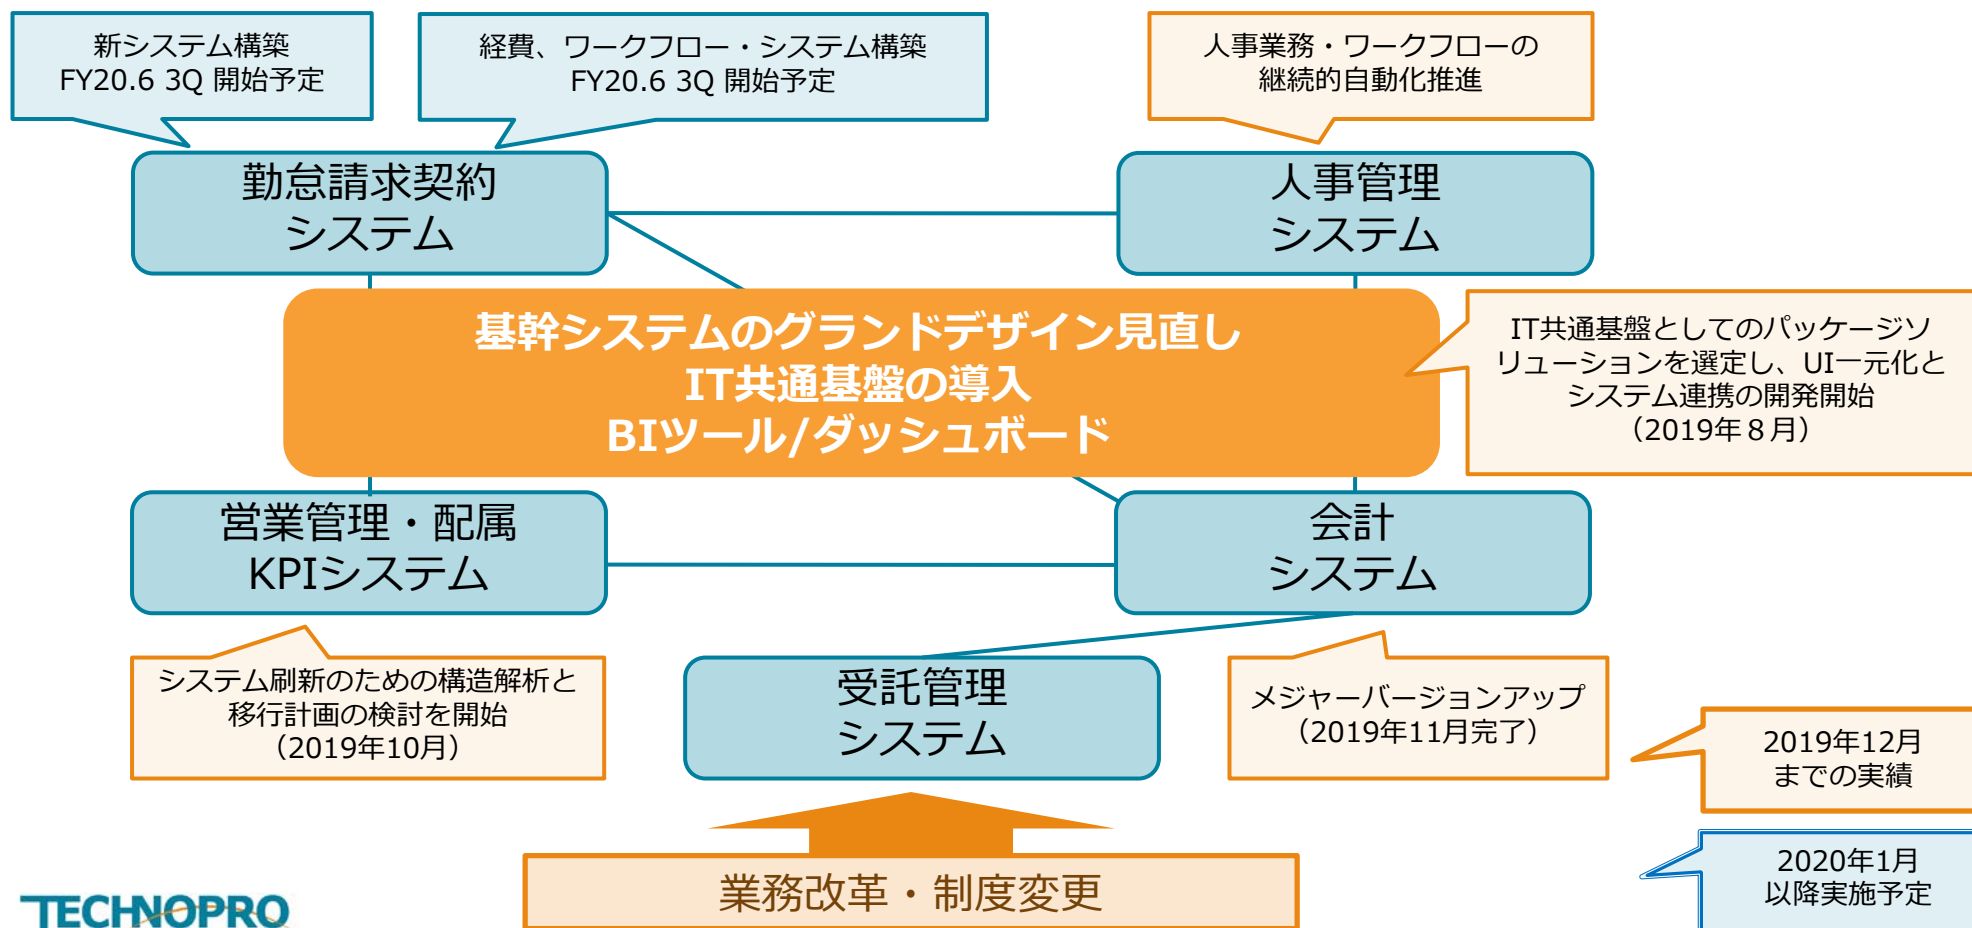 新システム構築
FY20.6 3Q 開始予定
経費、ワークフロー・システム構築
FY20.6 3Q 開始予定
人事業務・ワークフローの
継続的自動化推進
勤怠請求契約
システム
人事管理
システム
基幹システムのグランドデザイン見直し
IT共通基盤の導入
BIツール/ダッシュボード
IT共通基盤としてのパッケージソ
リューションを選定し、UI一元化と
システム連携の開発開始
（2019年８月）
営業管理・配属
KPIシステム
会計
システム
システム刷新のための構造解析と
移行計画の検討を開始
（2019年10月）
受託管理
システム
メジャーバージョンアップ
（2019年11月完了）
2019年12月
までの実績
2020年1月
以降実施予定
業務改革・制度変更
TECHNOPRO